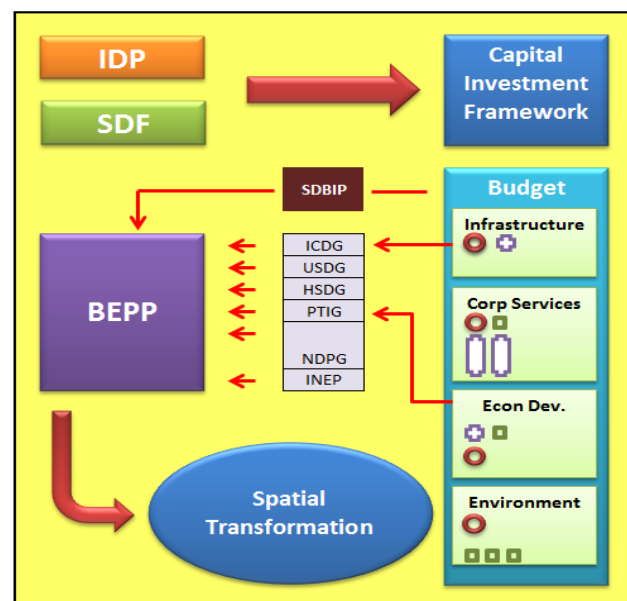 IDP
SDF
Capital
Investment
Framework
SDBIP
Budget
Infrastructure
ICDG
USDG
HSDG
PTIG
NDPG
INEP
BEPP
Corp Services
Econ Dev.
Environment
Spatial
Transformation